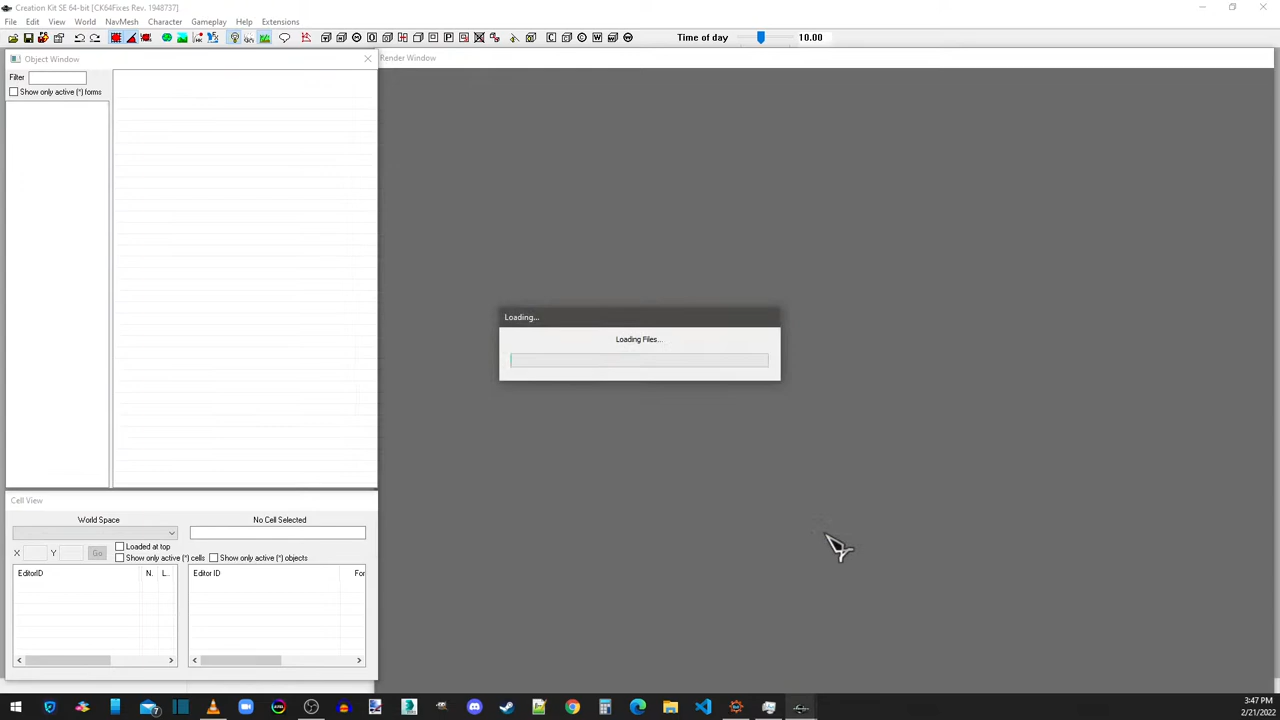 Creation Kit SE 64-bit [CK64Fixes Rev. 1948737]
File Edit View World NavMesh Character Gameplay Help Extensions
Time of day 10.00
Object Window
Render Window
Filter
Show only active (*) forms
Loading...
Loading Files...
Cell View
World Space No Cell Selected
X Y Go Loaded at top
Show only active (*) cells Show only active (*) objects
EditorID N. L.. Editor ID For
3:47 PM
2/21/2022